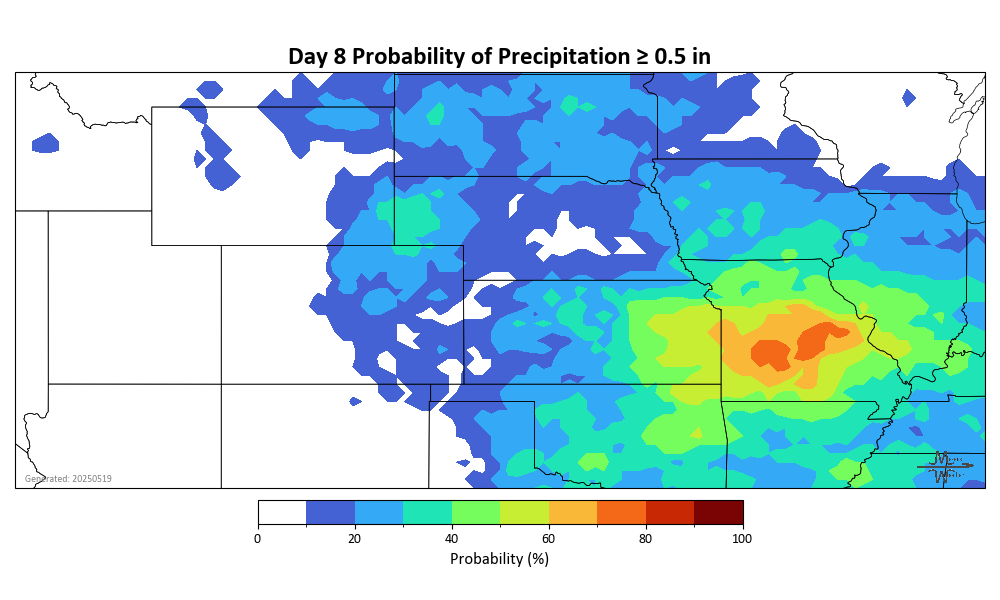 Day 8 Probability of Precipitation ≥ 0.5 in
Generated: 20250519
0 20 40 60 80 100
Probability (%)